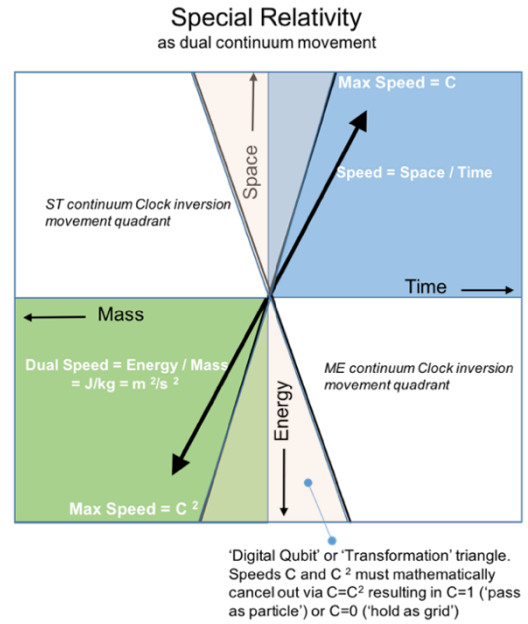 Special Relativity
as dual continuum movement
Max Speed = C
Space
Speed = Space / Time
ST continuum Clock inversion
movement quadrant
Time
Mass
Dual Speed = Energy / Mass
= J/kg = m ²/s ²
ME continuum Clock inversion
movement quadrant
Energy
Max Speed = C ²
‘Digital Qubit’ or ‘Transformation’ triangle.
Speeds C and C ² must mathematically
cancel out via C=C² resulting in C=1 (‘pass
as particle’) or C=0 (‘hold as grid’)